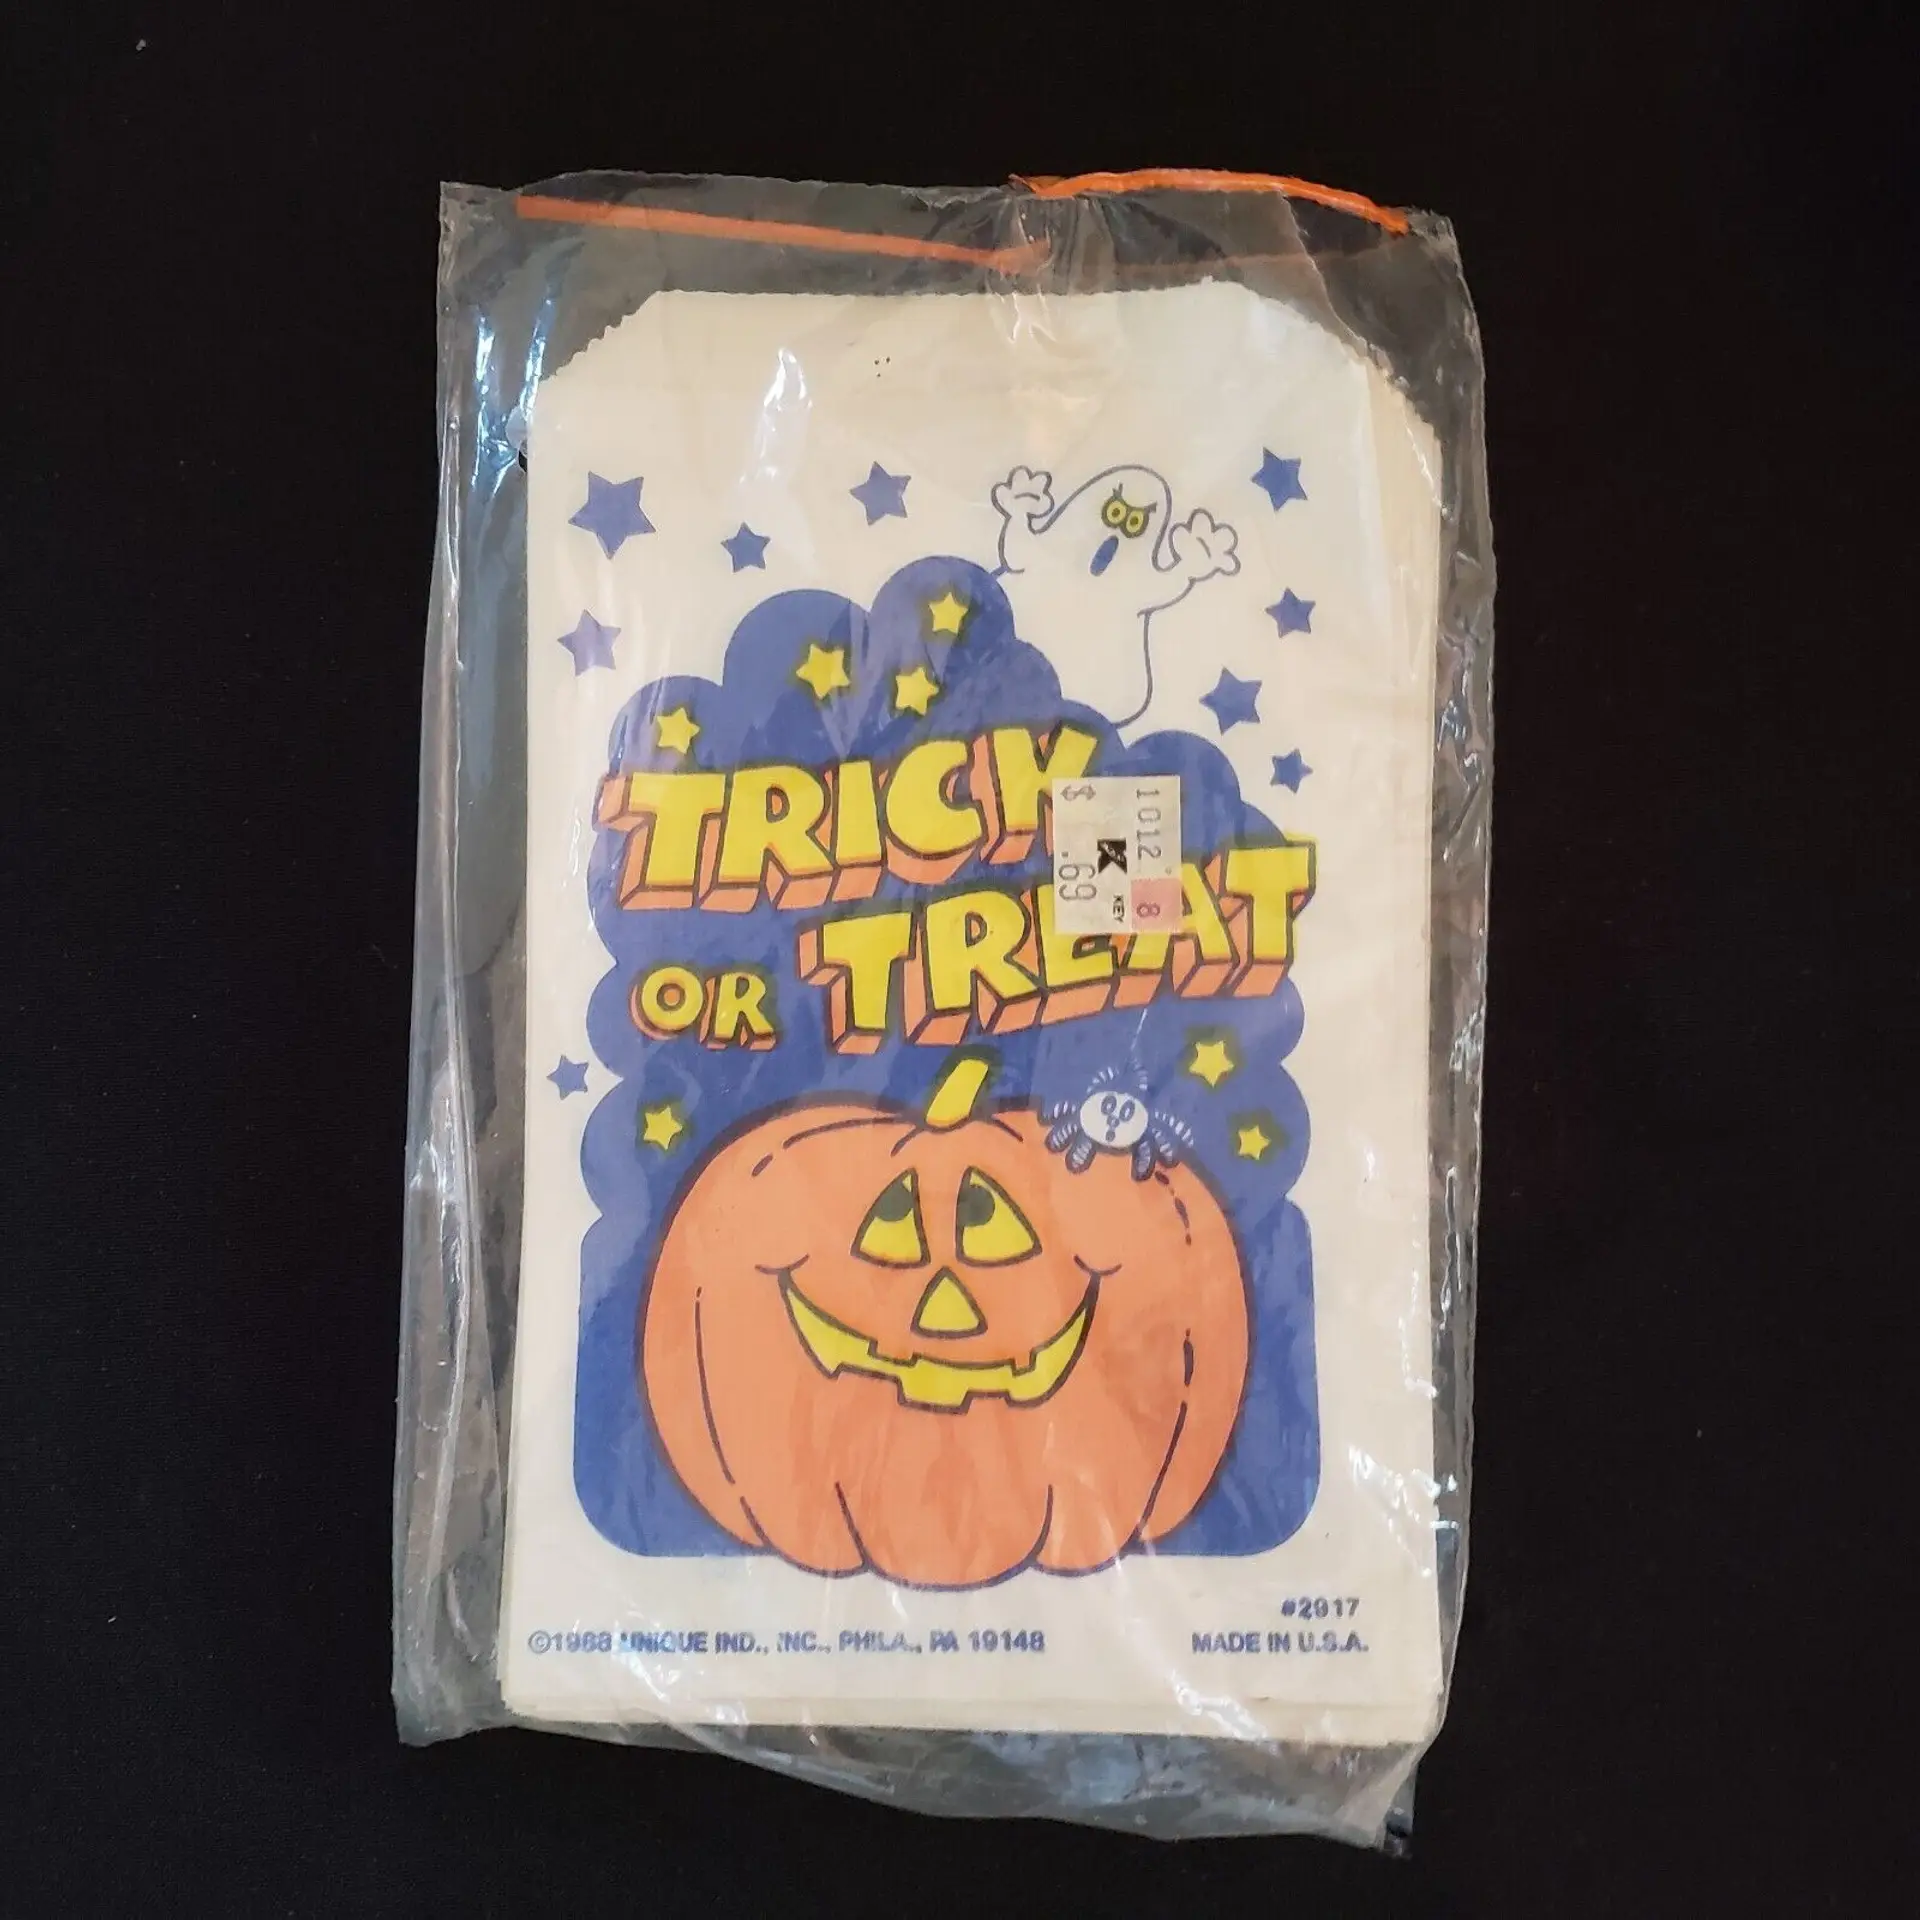 TRICK
OR TREAT
1012 8
K KEY
$ .69
#2917
©1988 UNIQUE IND., INC., PHILA., PA 19148
MADE IN U.S.A.